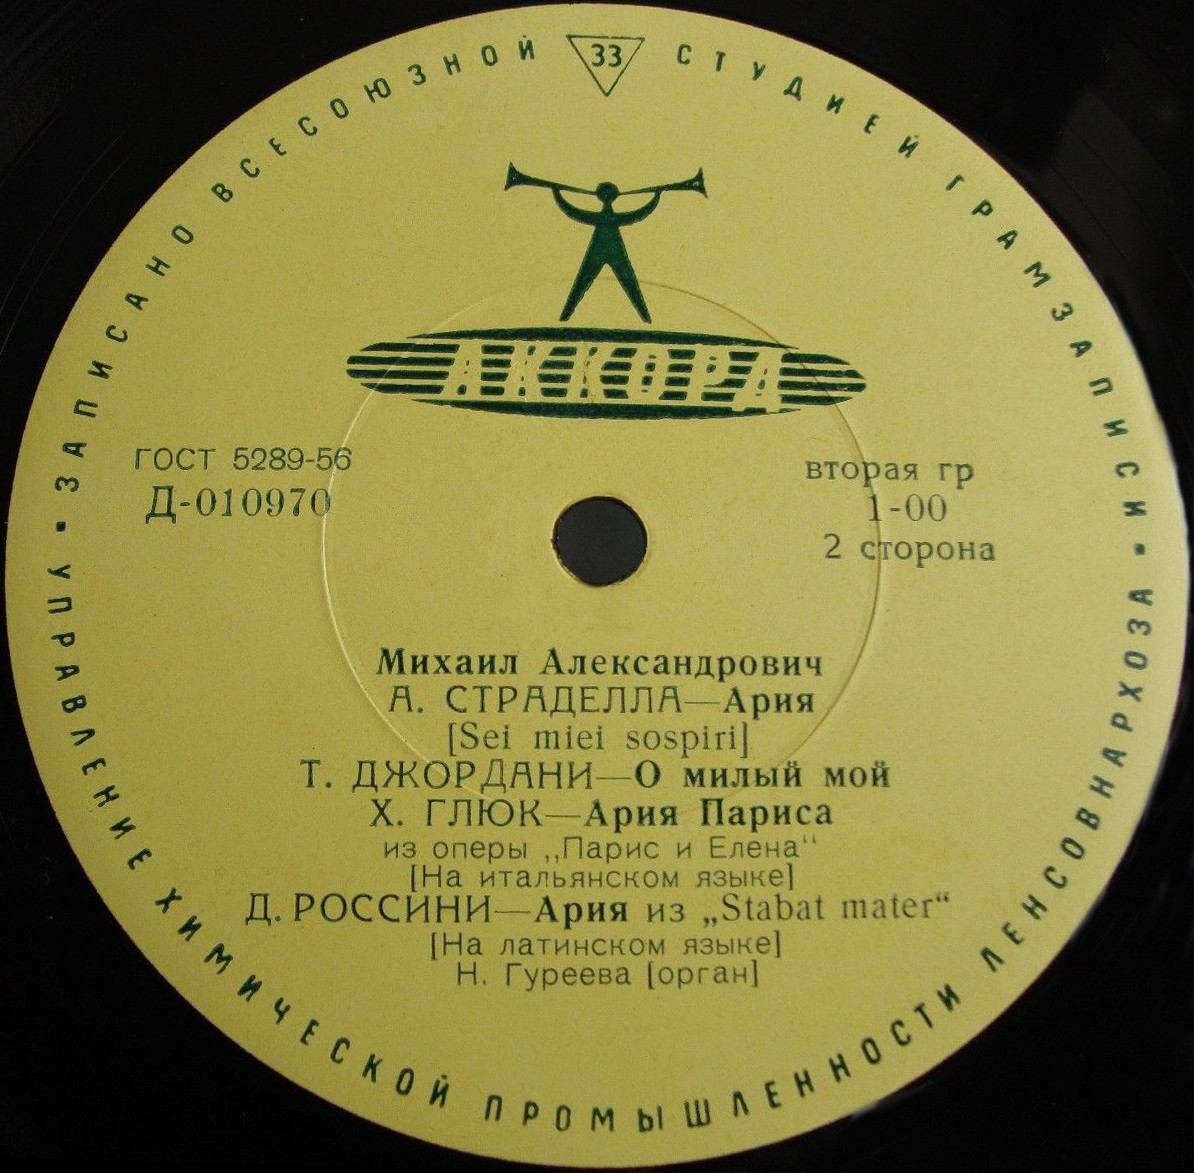 ЗАПИСАНО ВСЕСОЮЗНОЙ СТУДИЕЙ ГРАМЗАПИСИ
33
АККОРД
ГОСТ 5289-56
Д-010970
вторая гр
1-00
2 сторона
Михаил Александрович
А. СТРАДЕЛЛА—Ария
[Sei miei sospiri]
Т. ДЖОРДАНИ—О милый мой
Х. ГЛЮК—Ария Париса
из оперы „Парис и Елена“
[На итальянском языке]
Д. РОССИНИ—Ария из „Stabat mater“
[На латинском языке]
Н. Гуреева [орган]
УПРАВЛЕНИЕ ХИМИЧЕСКОЙ ПРОМЫШЛЕННОСТИ ЛЕНСОВНАРХОЗА